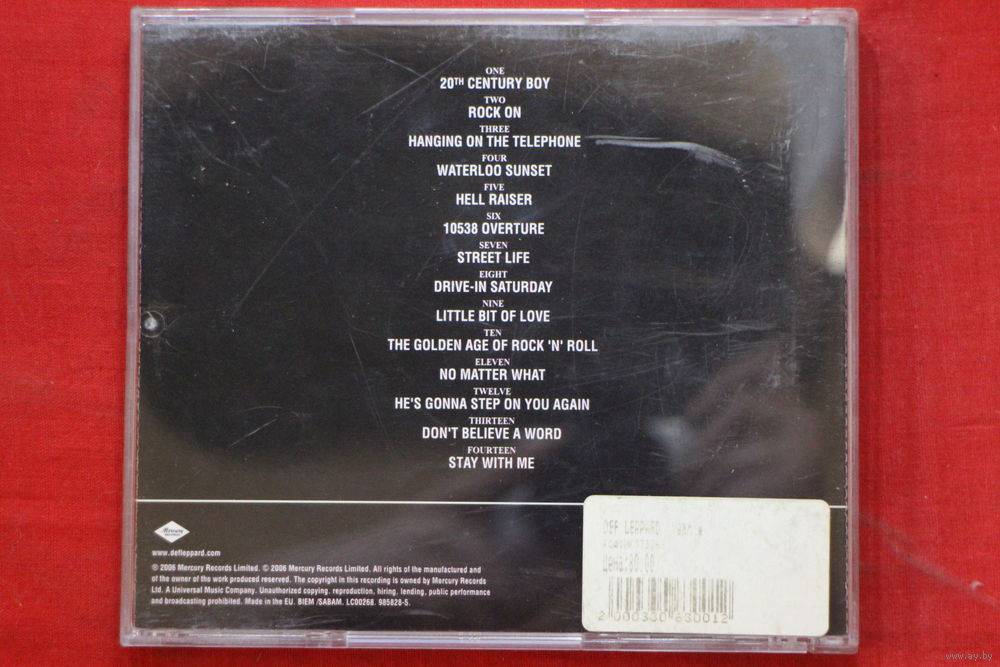 ONE
20TH CENTURY BOY
TWO
ROCK ON
THREE
HANGING ON THE TELEPHONE
FOUR
WATERLOO SUNSET
FIVE
HELL RAISER
SIX
10538 OVERTURE
SEVEN
STREET LIFE
EIGHT
DRIVE-IN SATURDAY
NINE
LITTLE BIT OF LOVE
TEN
THE GOLDEN AGE OF ROCK 'N' ROLL
ELEVEN
NO MATTER WHAT
TWELVE
HE'S GONNA STEP ON YOU AGAIN
THIRTEEN
DON'T BELIEVE A WORD
FOURTEEN
STAY WITH ME
Mercury
www.defleppard.com
℗ 2006 Mercury Records Limited. © 2006 Mercury Records Limited. All rights of the manufactured and
of the owner of the work produced reserved. The copyright in this recording is owned by Mercury Records
Ltd. A Universal Music Company. Unauthorized copying, reproduction, hiring, lending, public performance
and broadcasting prohibited. Made in the EU. BIEM /SABAM. LC00268. 985828-5.
DEF LEPPARD
Цена:80.00
2 000330 630012
www.ay.by